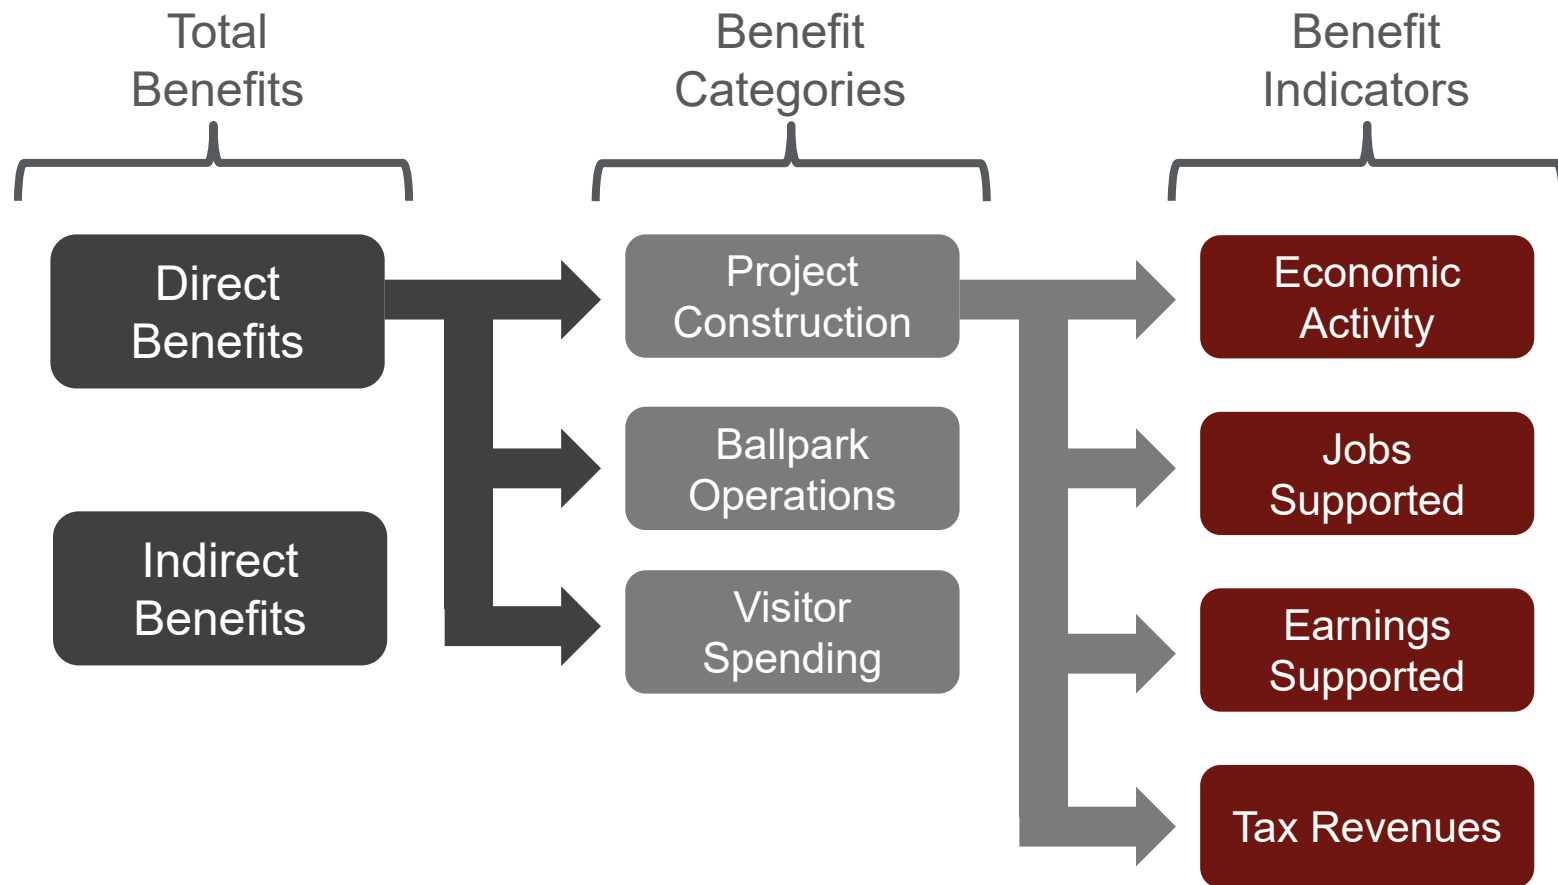 Total
Benefits
Benefit
Categories
Benefit
Indicators
Direct
Benefits
Indirect
Benefits
Project
Construction
Ballpark
Operations
Visitor
Spending
Economic
Activity
Jobs
Supported
Earnings
Supported
Tax Revenues